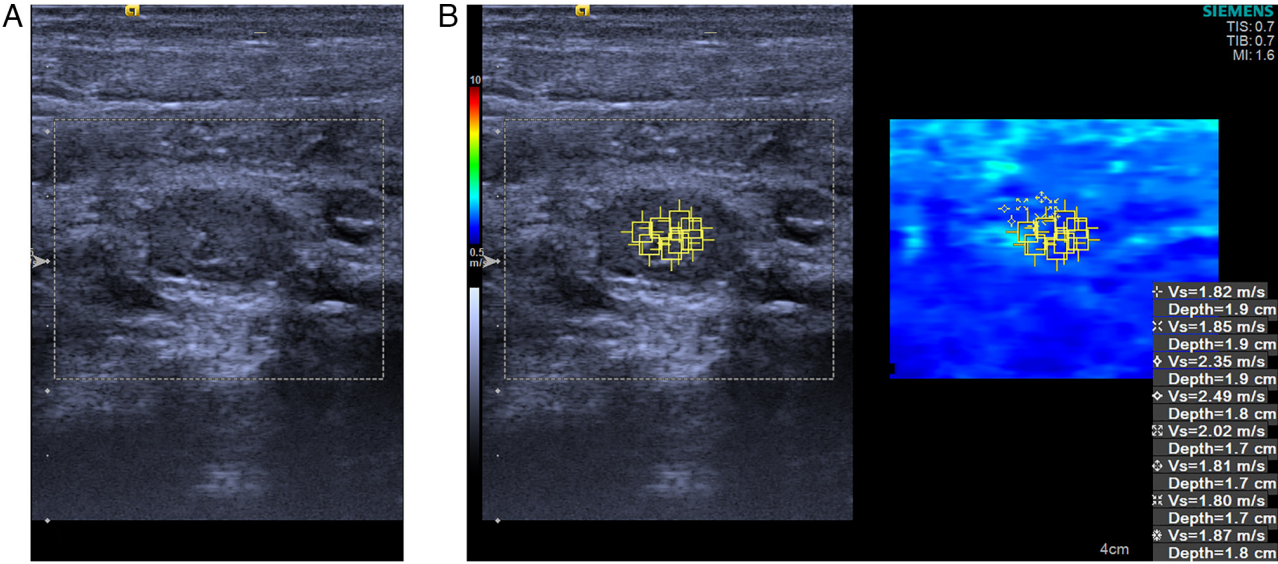 A
B
SIEMENS
TIS: 0.7
TIB: 0.7
MI: 1.6
10
0.5
m/s
Vs=1.82 m/s
Depth=1.9 cm
Vs=1.85 m/s
Depth=1.9 cm
Vs=2.35 m/s
Depth=1.9 cm
Vs=2.49 m/s
Depth=1.8 cm
Vs=2.02 m/s
Depth=1.7 cm
Vs=1.81 m/s
Depth=1.7 cm
Vs=1.80 m/s
Depth=1.7 cm
Vs=1.87 m/s
Depth=1.8 cm
4cm